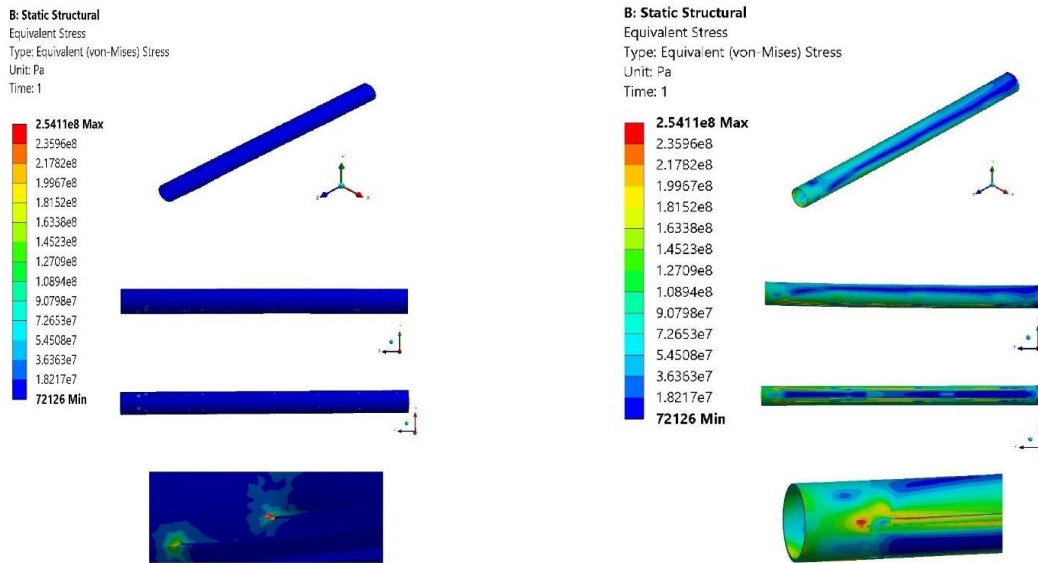 B: Static Structural
Equivalent Stress
Type: Equivalent (von-Mises) Stress
Unit: Pa
Time: 1
2.5411e8 Max
2.3596e8
2.1782e8
1.9967e8
1.8152e8
1.6338e8
1.4523e8
1.2709e8
1.0894e8
9.0798e7
7.2653e7
5.4508e7
3.6363e7
1.8217e7
72126 Min
B: Static Structural
Equivalent Stress
Type: Equivalent (von-Mises) Stress
Unit: Pa
Time: 1
2.5411e8 Max
2.3596e8
2.1782e8
1.9967e8
1.8152e8
1.6338e8
1.4523e8
1.2709e8
1.0894e8
9.0798e7
7.2653e7
5.4508e7
3.6363e7
1.8217e7
72126 Min